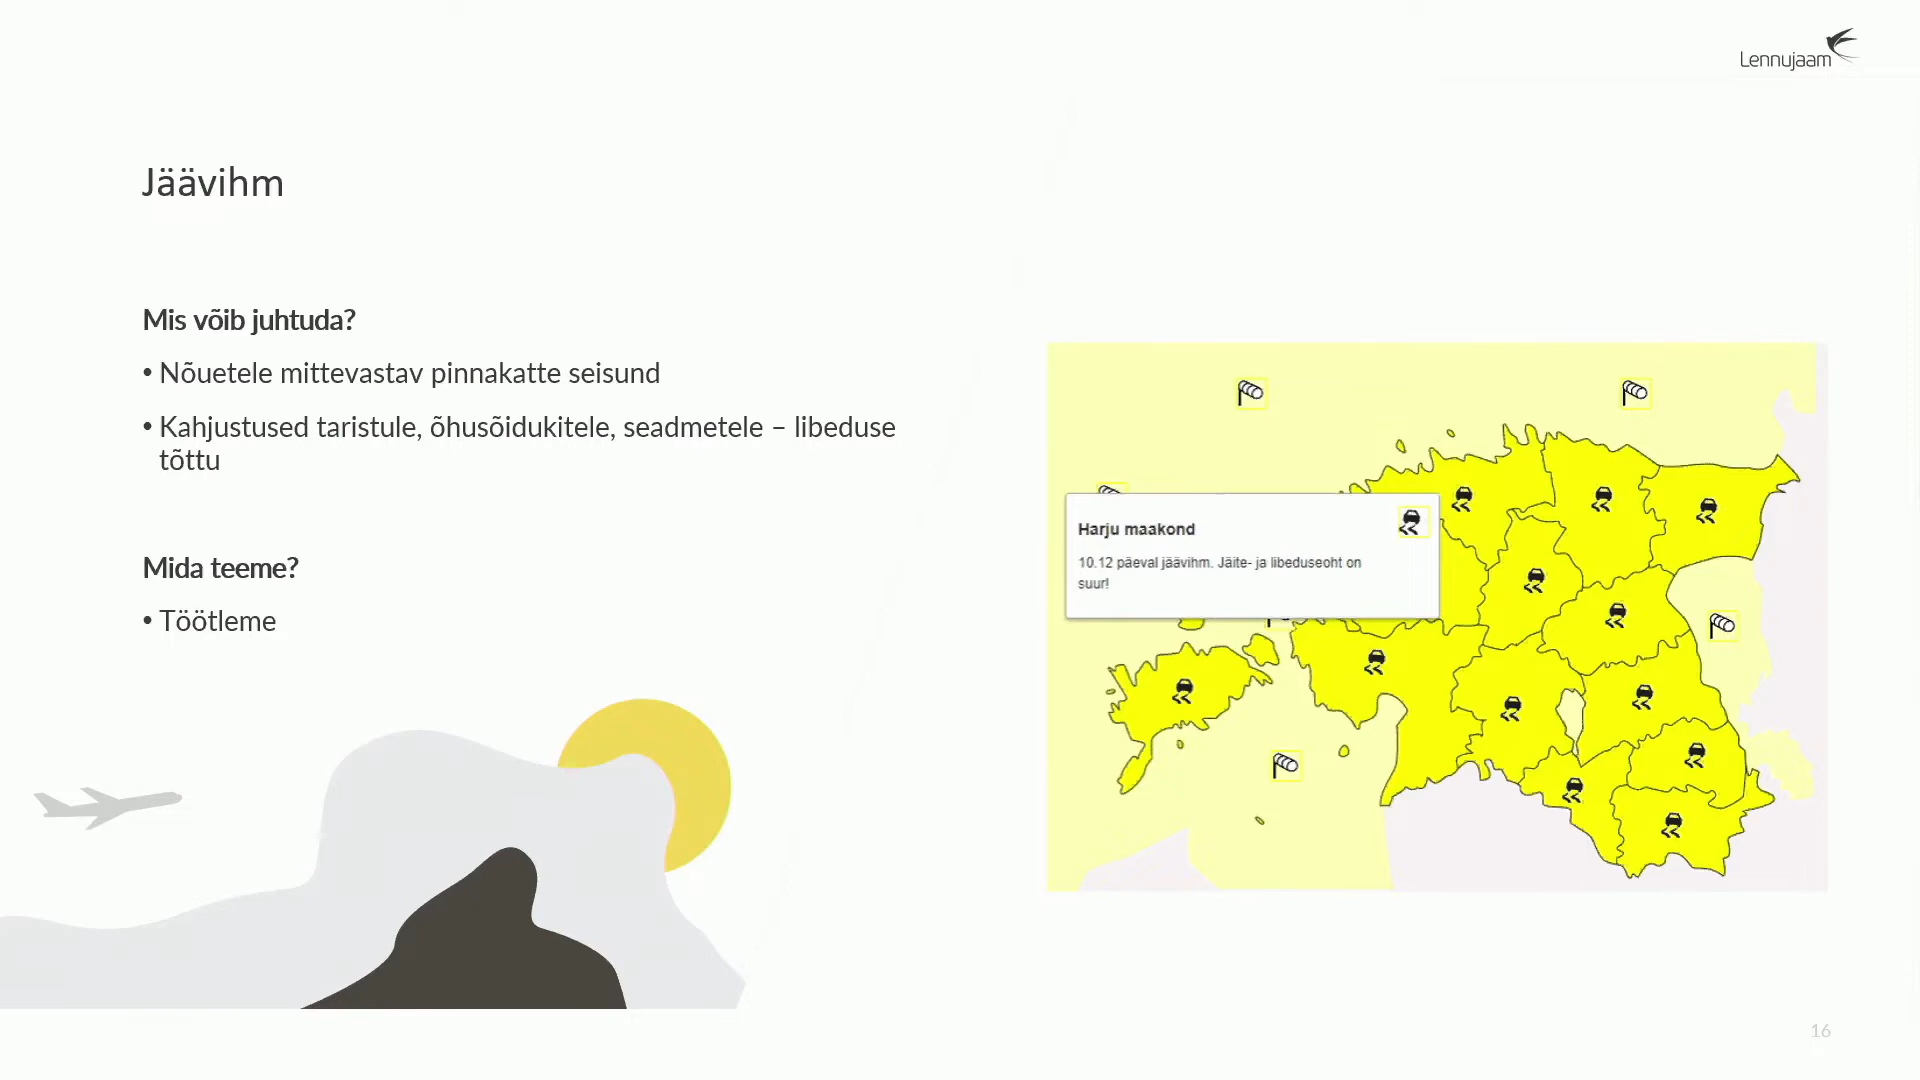 Lennujaam
Jäävihm
Mis võib juhtuda?
• Nõuetele mittevastav pinnakatte seisund
• Kahjustused taristule, õhusõidukitele, seadmetele – libeduse
tõttu
Mida teeme?
• Töötleme
Harju maakond
10.12 päeval jäävihm. Jäite- ja libeduseoht on
suur!
16